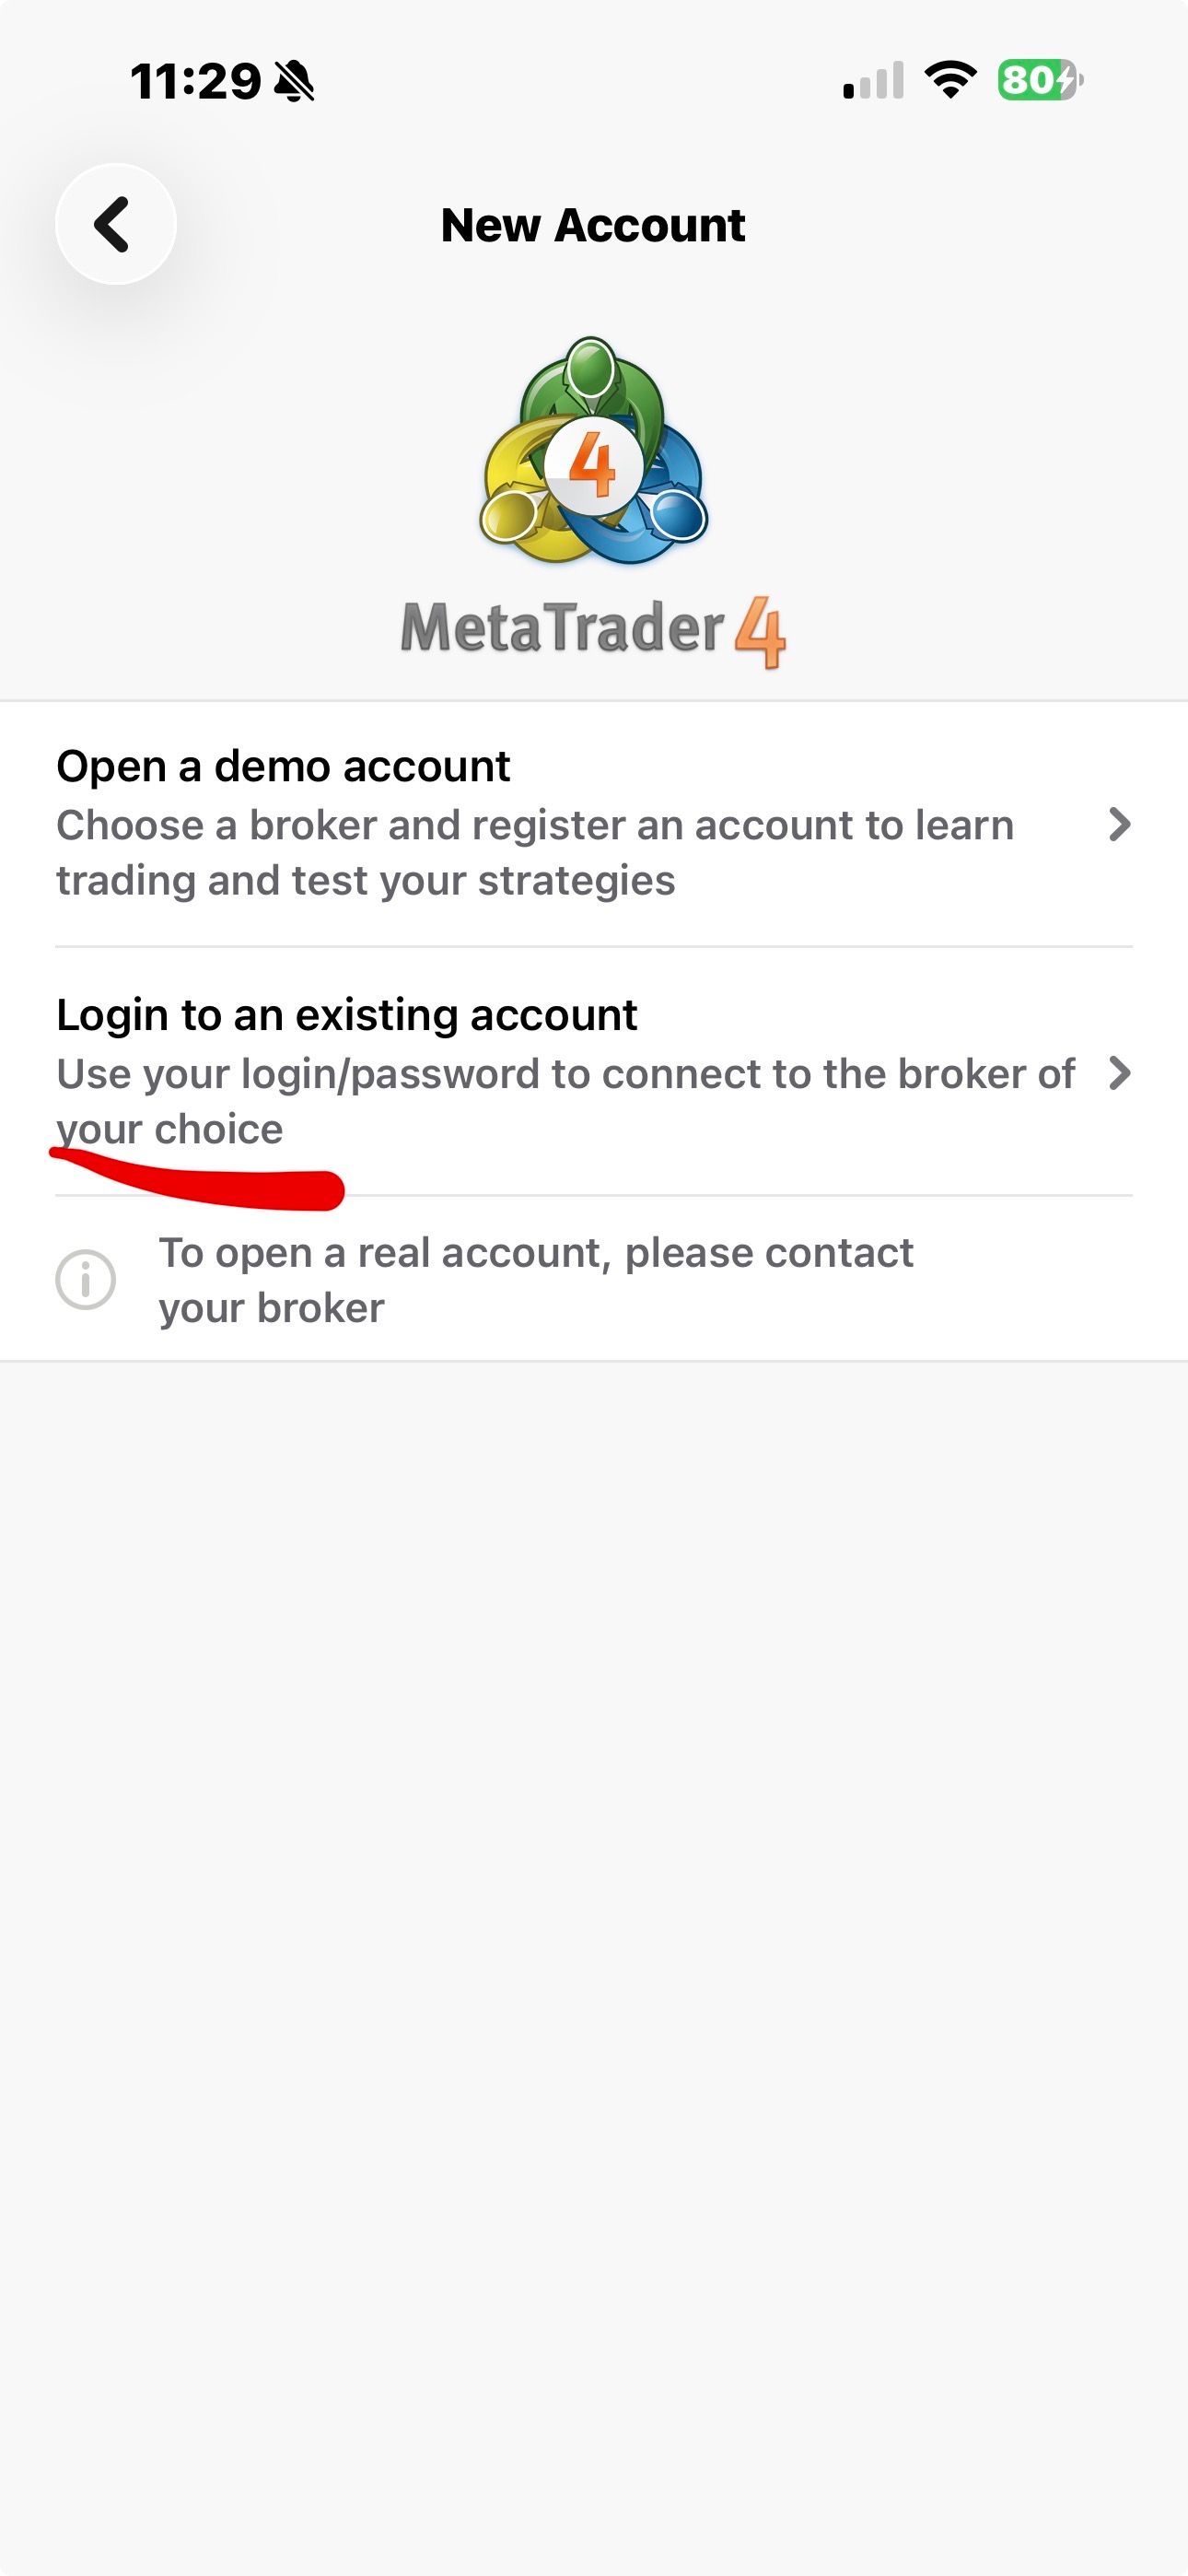 11:29
80
New Account
4
MetaTrader 4
Open a demo account
Choose a broker and register an account to learn
trading and test your strategies
Login to an existing account
Use your login/password to connect to the broker of
your choice
To open a real account, please contact
your broker